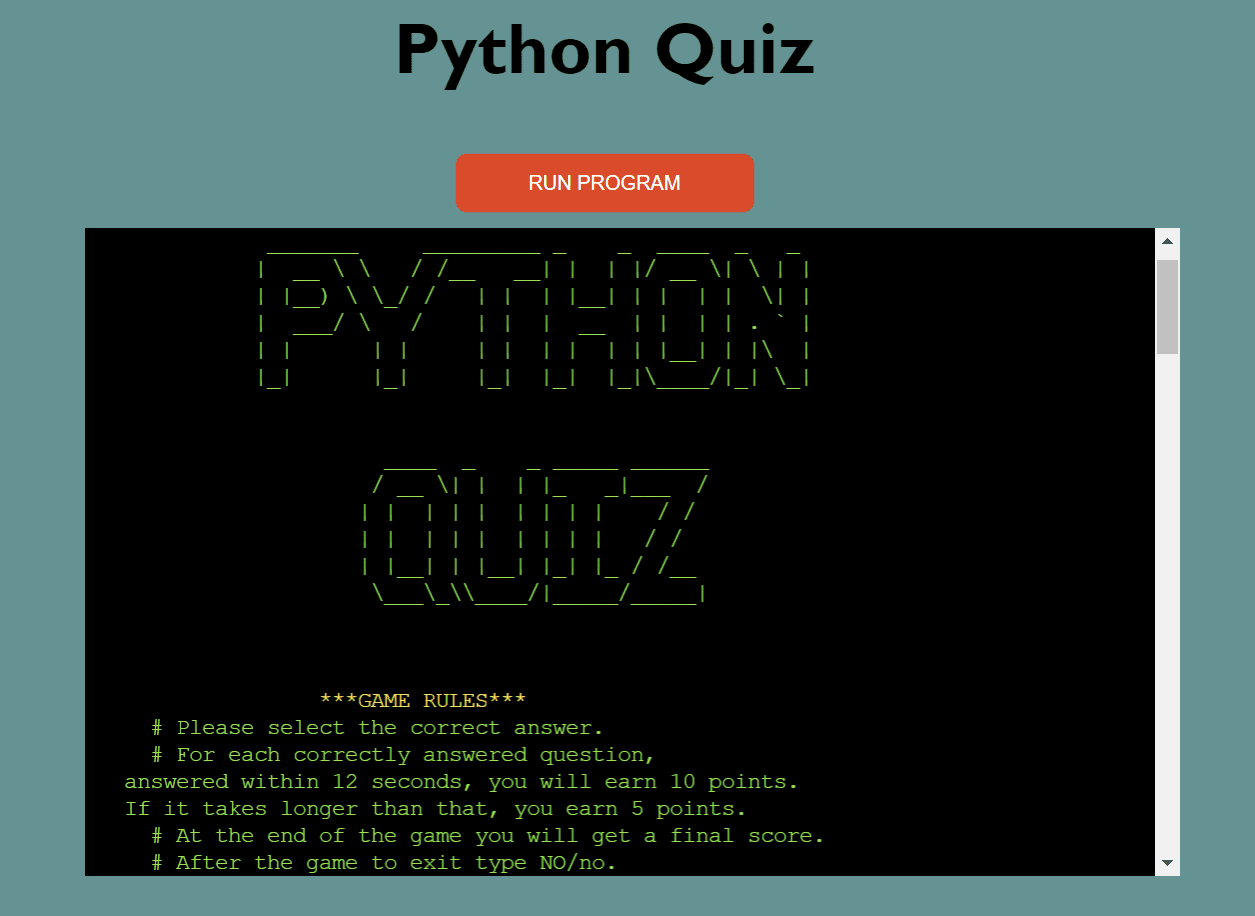 Python Quiz
RUN PROGRAM
PYTHON
QUIZ
***GAME RULES***
# Please select the correct answer.
# For each correctly answered question,
answered within 12 seconds, you will earn 10 points.
If it takes longer than that, you earn 5 points.
# At the end of the game you will get a final score.
# After the game to exit type NO/no.